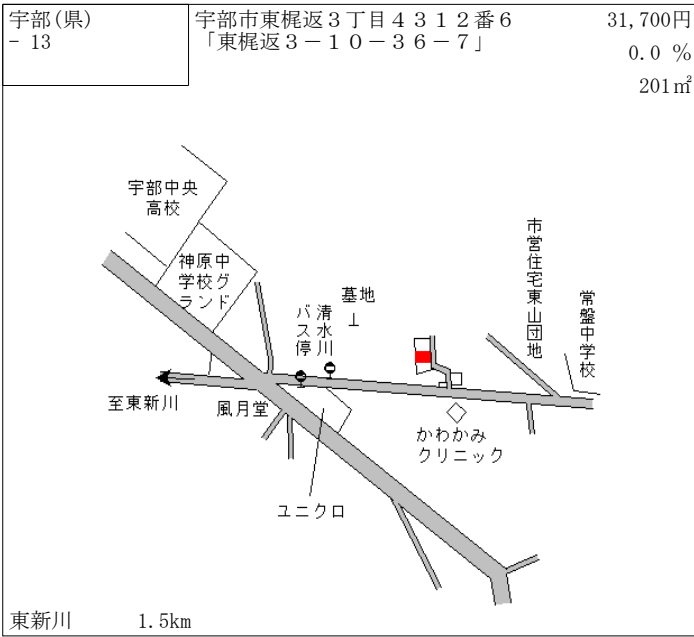 宇部(県)
- 13
宇部市東梶返３丁目４３１２番６
「東梶返３－１０－３６－７」
31,700円
0.0 %
201㎡
宇部中央
高校
神原中
学校グ
ランド
清水川
バス停
墓地
市営住宅東山団地
常盤中学校
至東新川
風月堂
かわかみ
クリニック
ユニクロ
東新川 1.5km